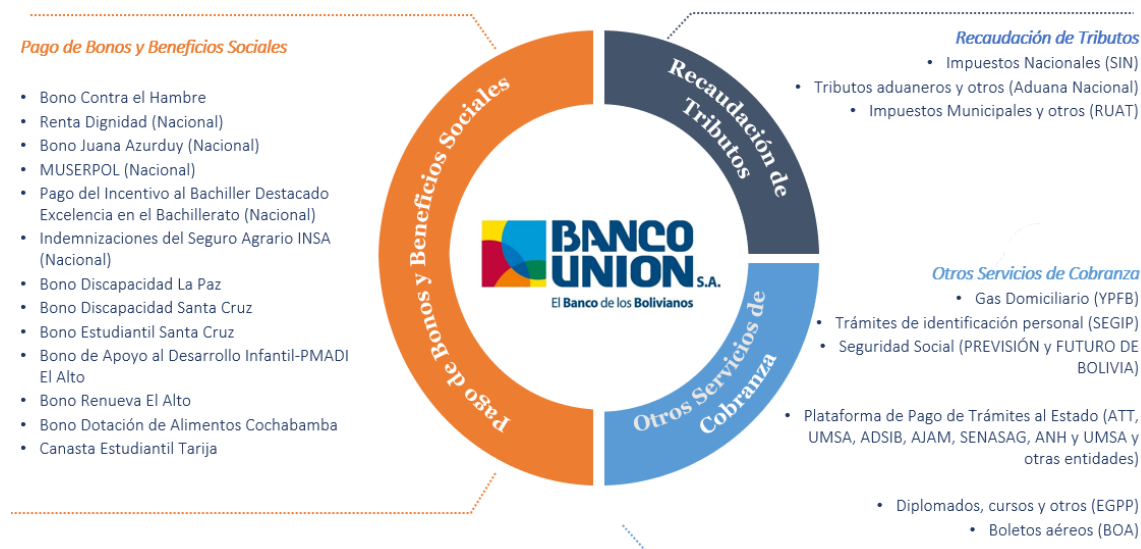 Pago de Bonos y Beneficios Sociales
• Bono Contra el Hambre
• Renta Dignidad (Nacional)
• Bono Juana Azurduy (Nacional)
• MUSERPOL (Nacional)
• Pago del Incentivo al Bachiller Destacado
Excelencia en el Bachillerato (Nacional)
• Indemnizaciones del Seguro Agrario INSA
(Nacional)
• Bono Discapacidad La Paz
• Bono Discapacidad Santa Cruz
• Bono Estudiantil Santa Cruz
• Bono de Apoyo al Desarrollo Infantil-PMADI
El Alto
• Bono Renueva El Alto
• Bono Dotación de Alimentos Cochabamba
• Canasta Estudiantil Tarija
Pago de Bonos y Beneficios Sociales
Recaudación de
Tributos
BANCO
UNION S.A.
El Banco de los Bolivianos
Otros Servicios de
Cobranza
Recaudación de Tributos
• Impuestos Nacionales (SIN)
• Tributos aduaneros y otros (Aduana Nacional)
• Impuestos Municipales y otros (RUAT)
Otros Servicios de Cobranza
• Gas Domiciliario (YPFB)
• Trámites de identificación personal (SEGIP)
• Seguridad Social (PREVISIÓN y FUTURO DE
BOLIVIA)
• Plataforma de Pago de Trámites al Estado (ATT,
UMSA, ADSIB, AJAM, SENASAG, ANH y UMSA y
otras entidades)
• Diplomados, cursos y otros (EGPP)
• Boletos aéreos (BOA)